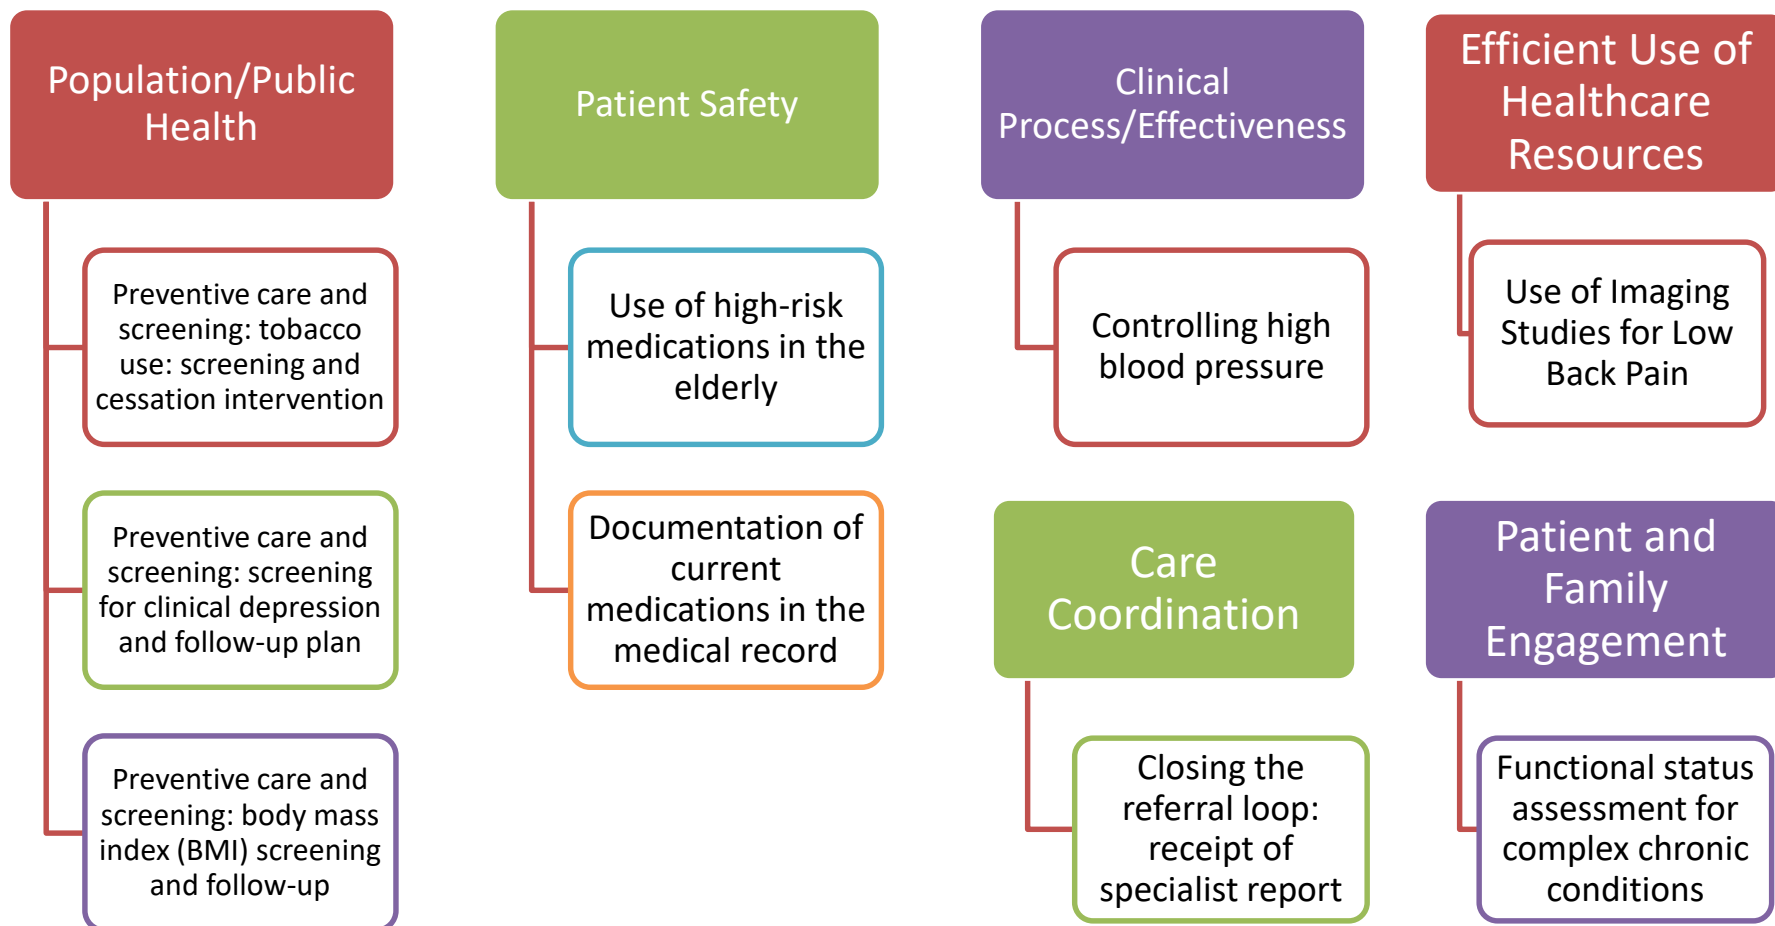 Population/Public
Health
Preventive care and
screening: tobacco
use: screening and
cessation intervention
Preventive care and
screening: screening
for clinical depression
and follow-up plan
Preventive care and
screening: body mass
index (BMI) screening
and follow-up
Patient Safety
Use of high-risk
medications in the
elderly
Documentation of
current
medications in the
medical record
Clinical
Process/Effectiveness
Controlling high
blood pressure
Efficient Use of
Healthcare
Resources
Use of Imaging
Studies for Low
Back Pain
Care
Coordination
Closing the
referral loop:
receipt of
specialist report
Patient and
Family
Engagement
Functional status
assessment for
complex chronic
conditions